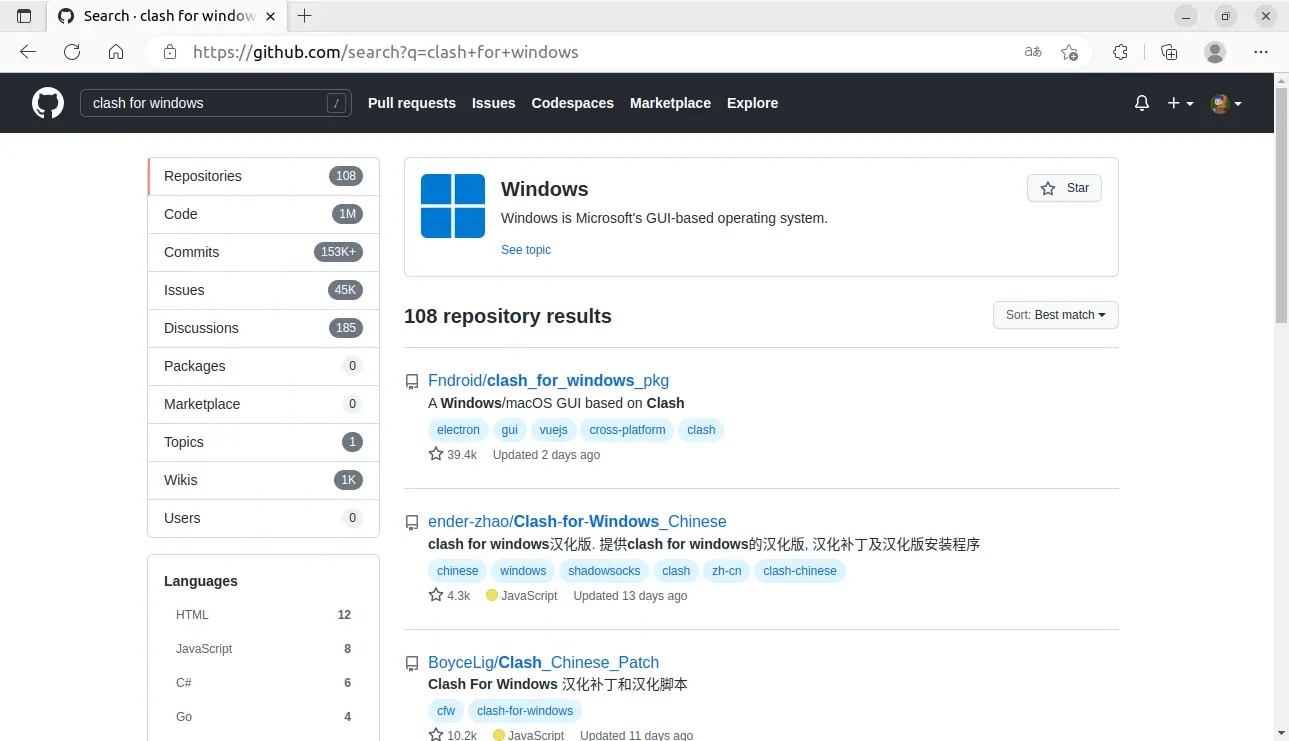 Search · clash for window
https://github.com/search?q=clash+for+windows
clash for windows /
Pull requests Issues Codespaces Marketplace Explore
Repositories 108
Code 1M
Commits 153K+
Issues 45K
Discussions 185
Packages 0
Marketplace 0
Topics 1
Wikis 1K
Users 0
Languages
HTML 12
JavaScript 8
C# 6
Go 4
Windows
Star
Windows is Microsoft's GUI-based operating system.
See topic
108 repository results
Sort: Best match
Fndroid/clash_for_windows_pkg
A Windows/macOS GUI based on Clash
electron gui vuejs cross-platform clash
39.4k Updated 2 days ago
ender-zhao/Clash-for-Windows_Chinese
clash for windows汉化版. 提供clash for windows的汉化版, 汉化补丁及汉化版安装程序
chinese windows shadowsocks clash zh-cn clash-chinese
4.3k JavaScript Updated 13 days ago
BoyceLig/Clash_Chinese_Patch
Clash For Windows 汉化补丁和汉化脚本
cfw clash-for-windows
10.2k JavaScript Updated 11 days ago